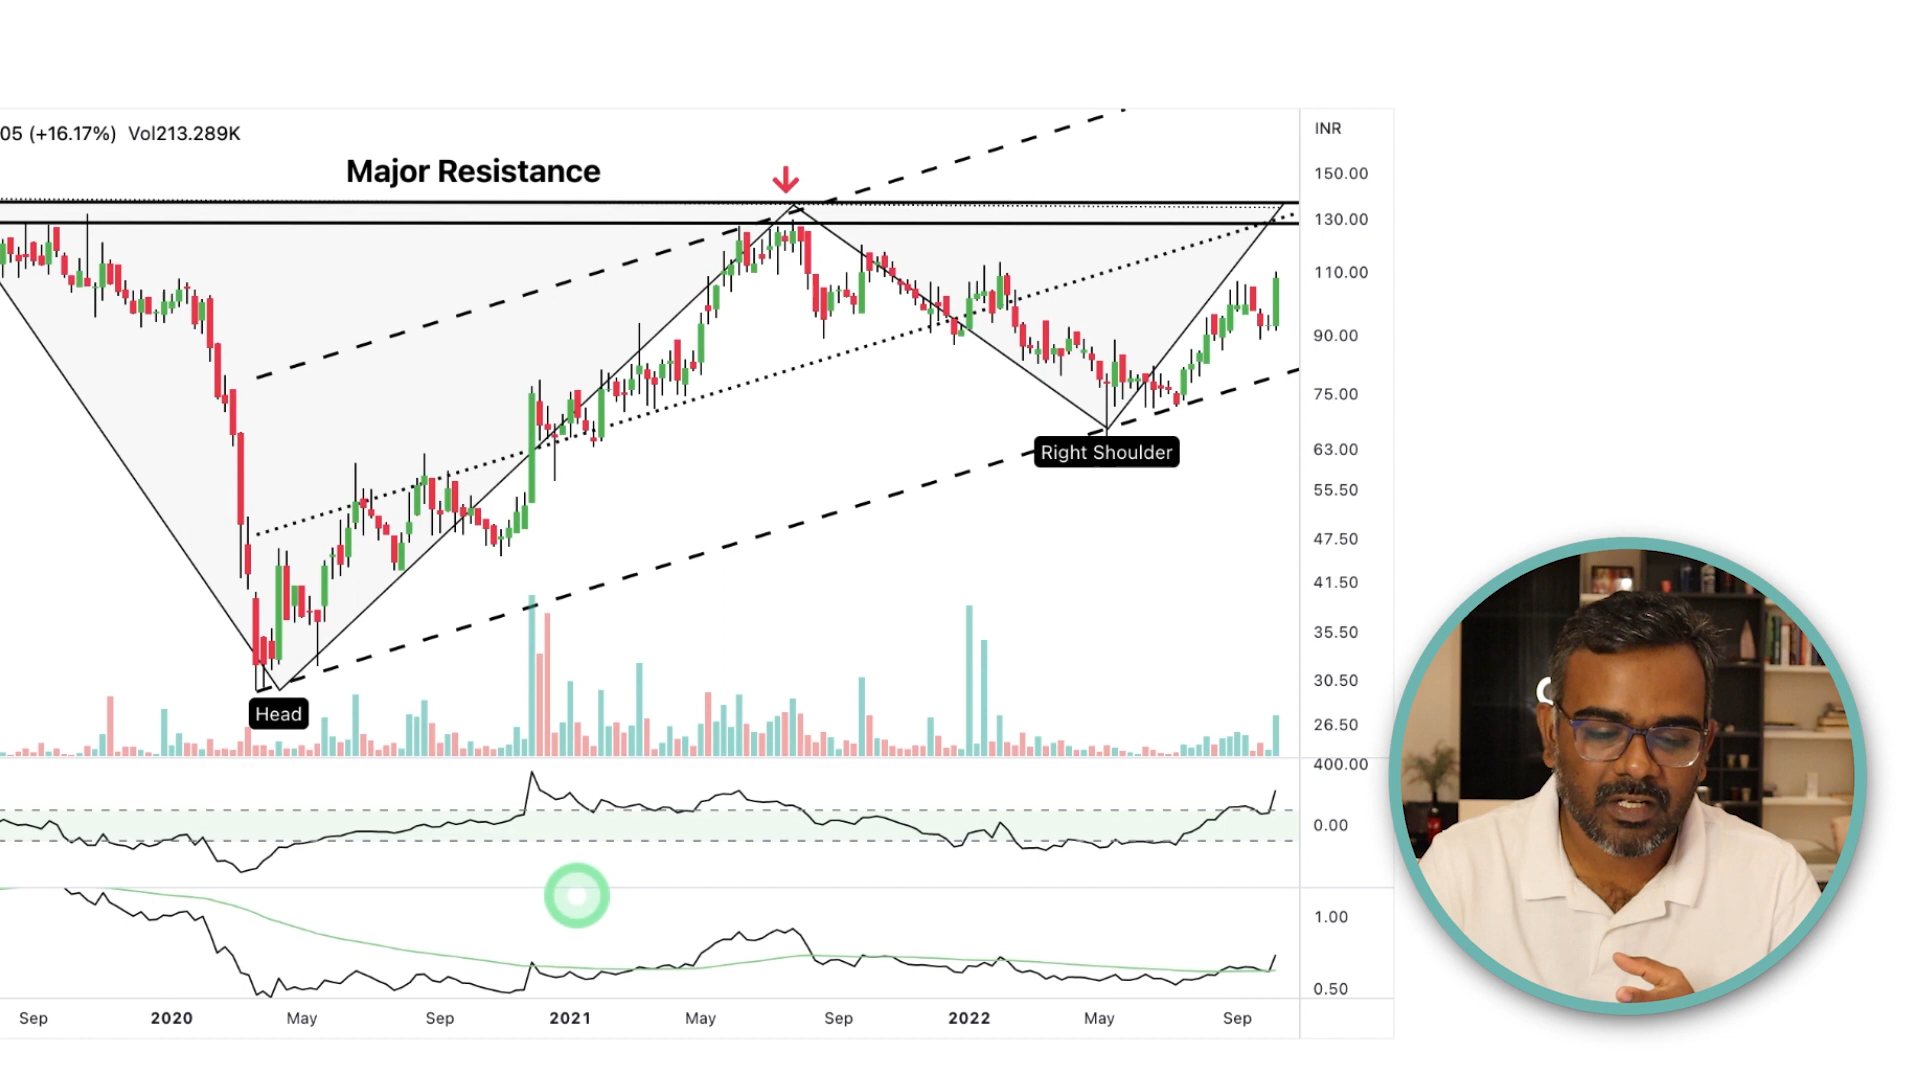 05 (+16.17%) Vol213.289K
INR
Major Resistance
150.00
130.00
110.00
90.00
75.00
Right Shoulder
63.00
55.50
47.50
41.50
35.50
30.50
Head
26.50
400.00
0.00
1.00
0.50
Sep 2020 May Sep 2021 May Sep 2022 May Sep